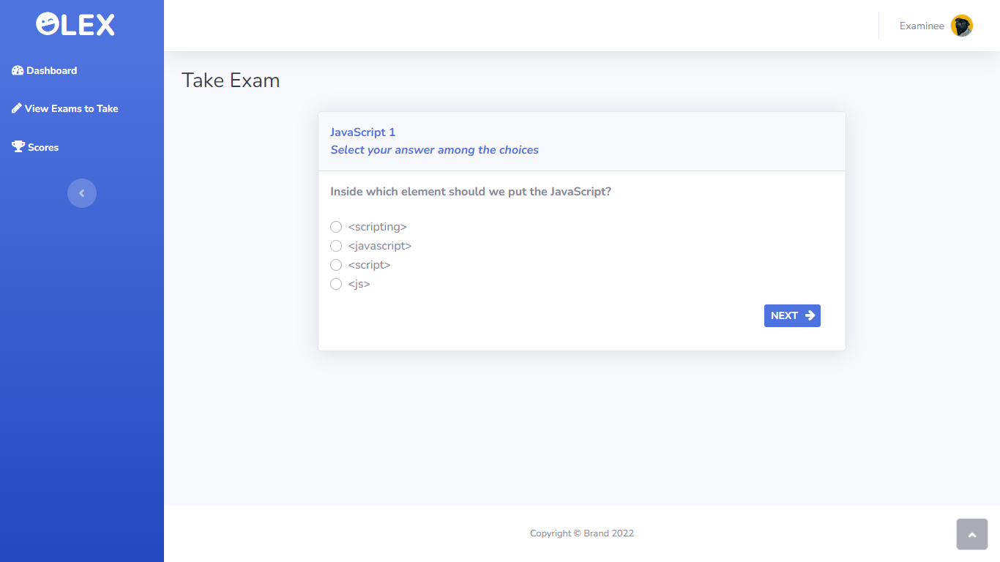 OLEX
Examinee
Dashboard
View Exams to Take
Scores
Take Exam
JavaScript 1
Select your answer among the choices
Inside which element should we put the JavaScript?
<scripting>
<javascript>
<script>
<js>
NEXT
Copyright © Brand 2022